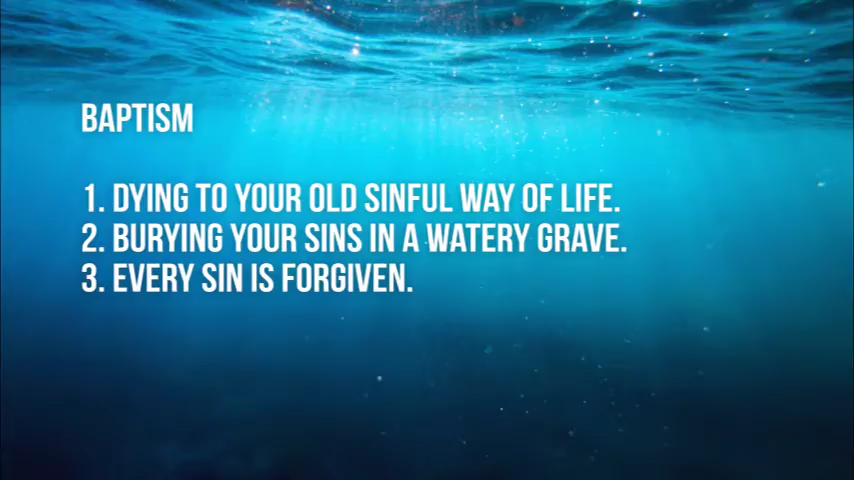 BAPTISM
1. DYING TO YOUR OLD SINFUL WAY OF LIFE.
2. BURYING YOUR SINS IN A WATERY GRAVE.
3. EVERY SIN IS FORGIVEN.